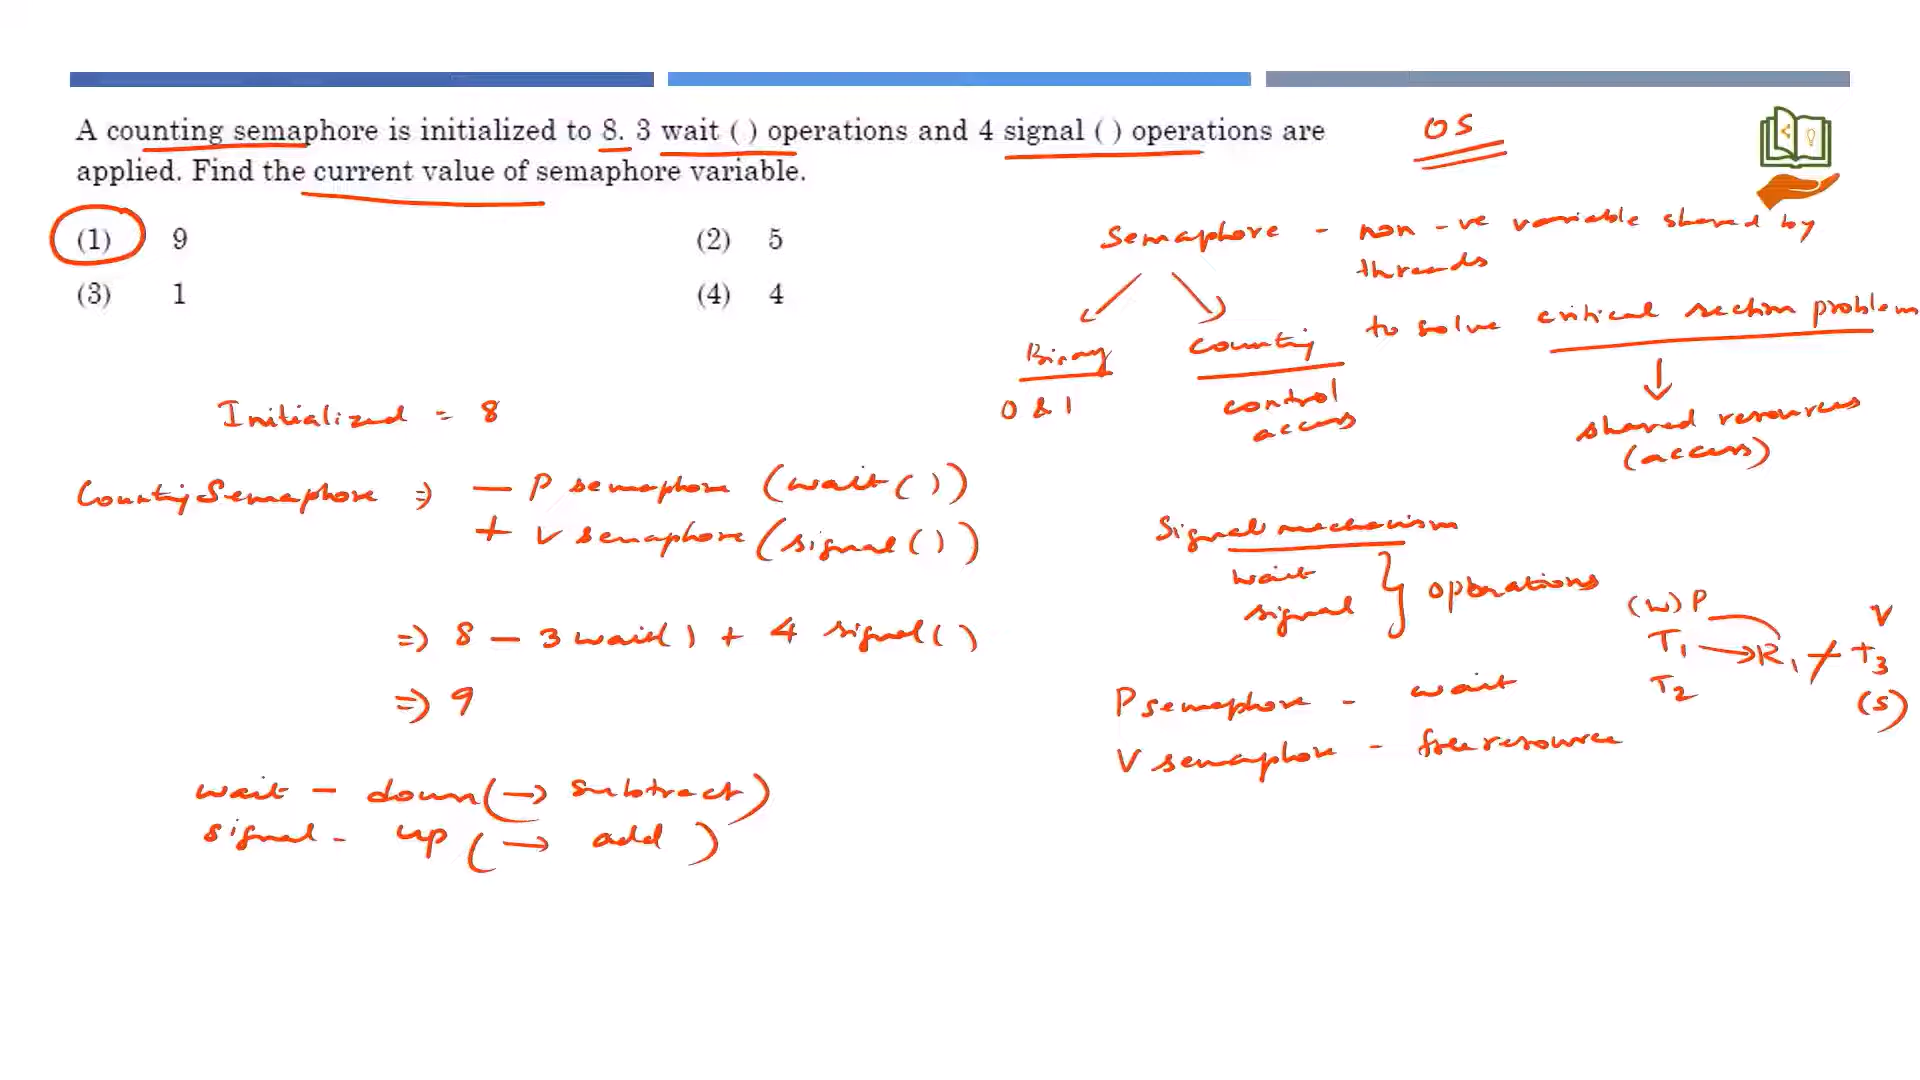 A counting semaphore is initialized to 8. 3 wait ( ) operations and 4 signal ( ) operations are
applied. Find the current value of semaphore variable.
(1) 9
(2) 5
(3) 1
(4) 4
OS
Semaphore - non -ve variable shared by
threads
to solve critical section problem
Binary
0 & 1
counting
control
access
shared resources
(access)
Initialized = 8
Counting Semaphore => - P semaphore (wait())
+ V semaphore (signal())
=> 8 - 3 wait() + 4 signal()
=> 9
wait - down (→ subtract)
signal - up (→ add)
Signal mechanism
wait
signal
operations
P semaphore - wait
V semaphore - free resource
(w) P
V
T1 → R1
T3
T2
(S)